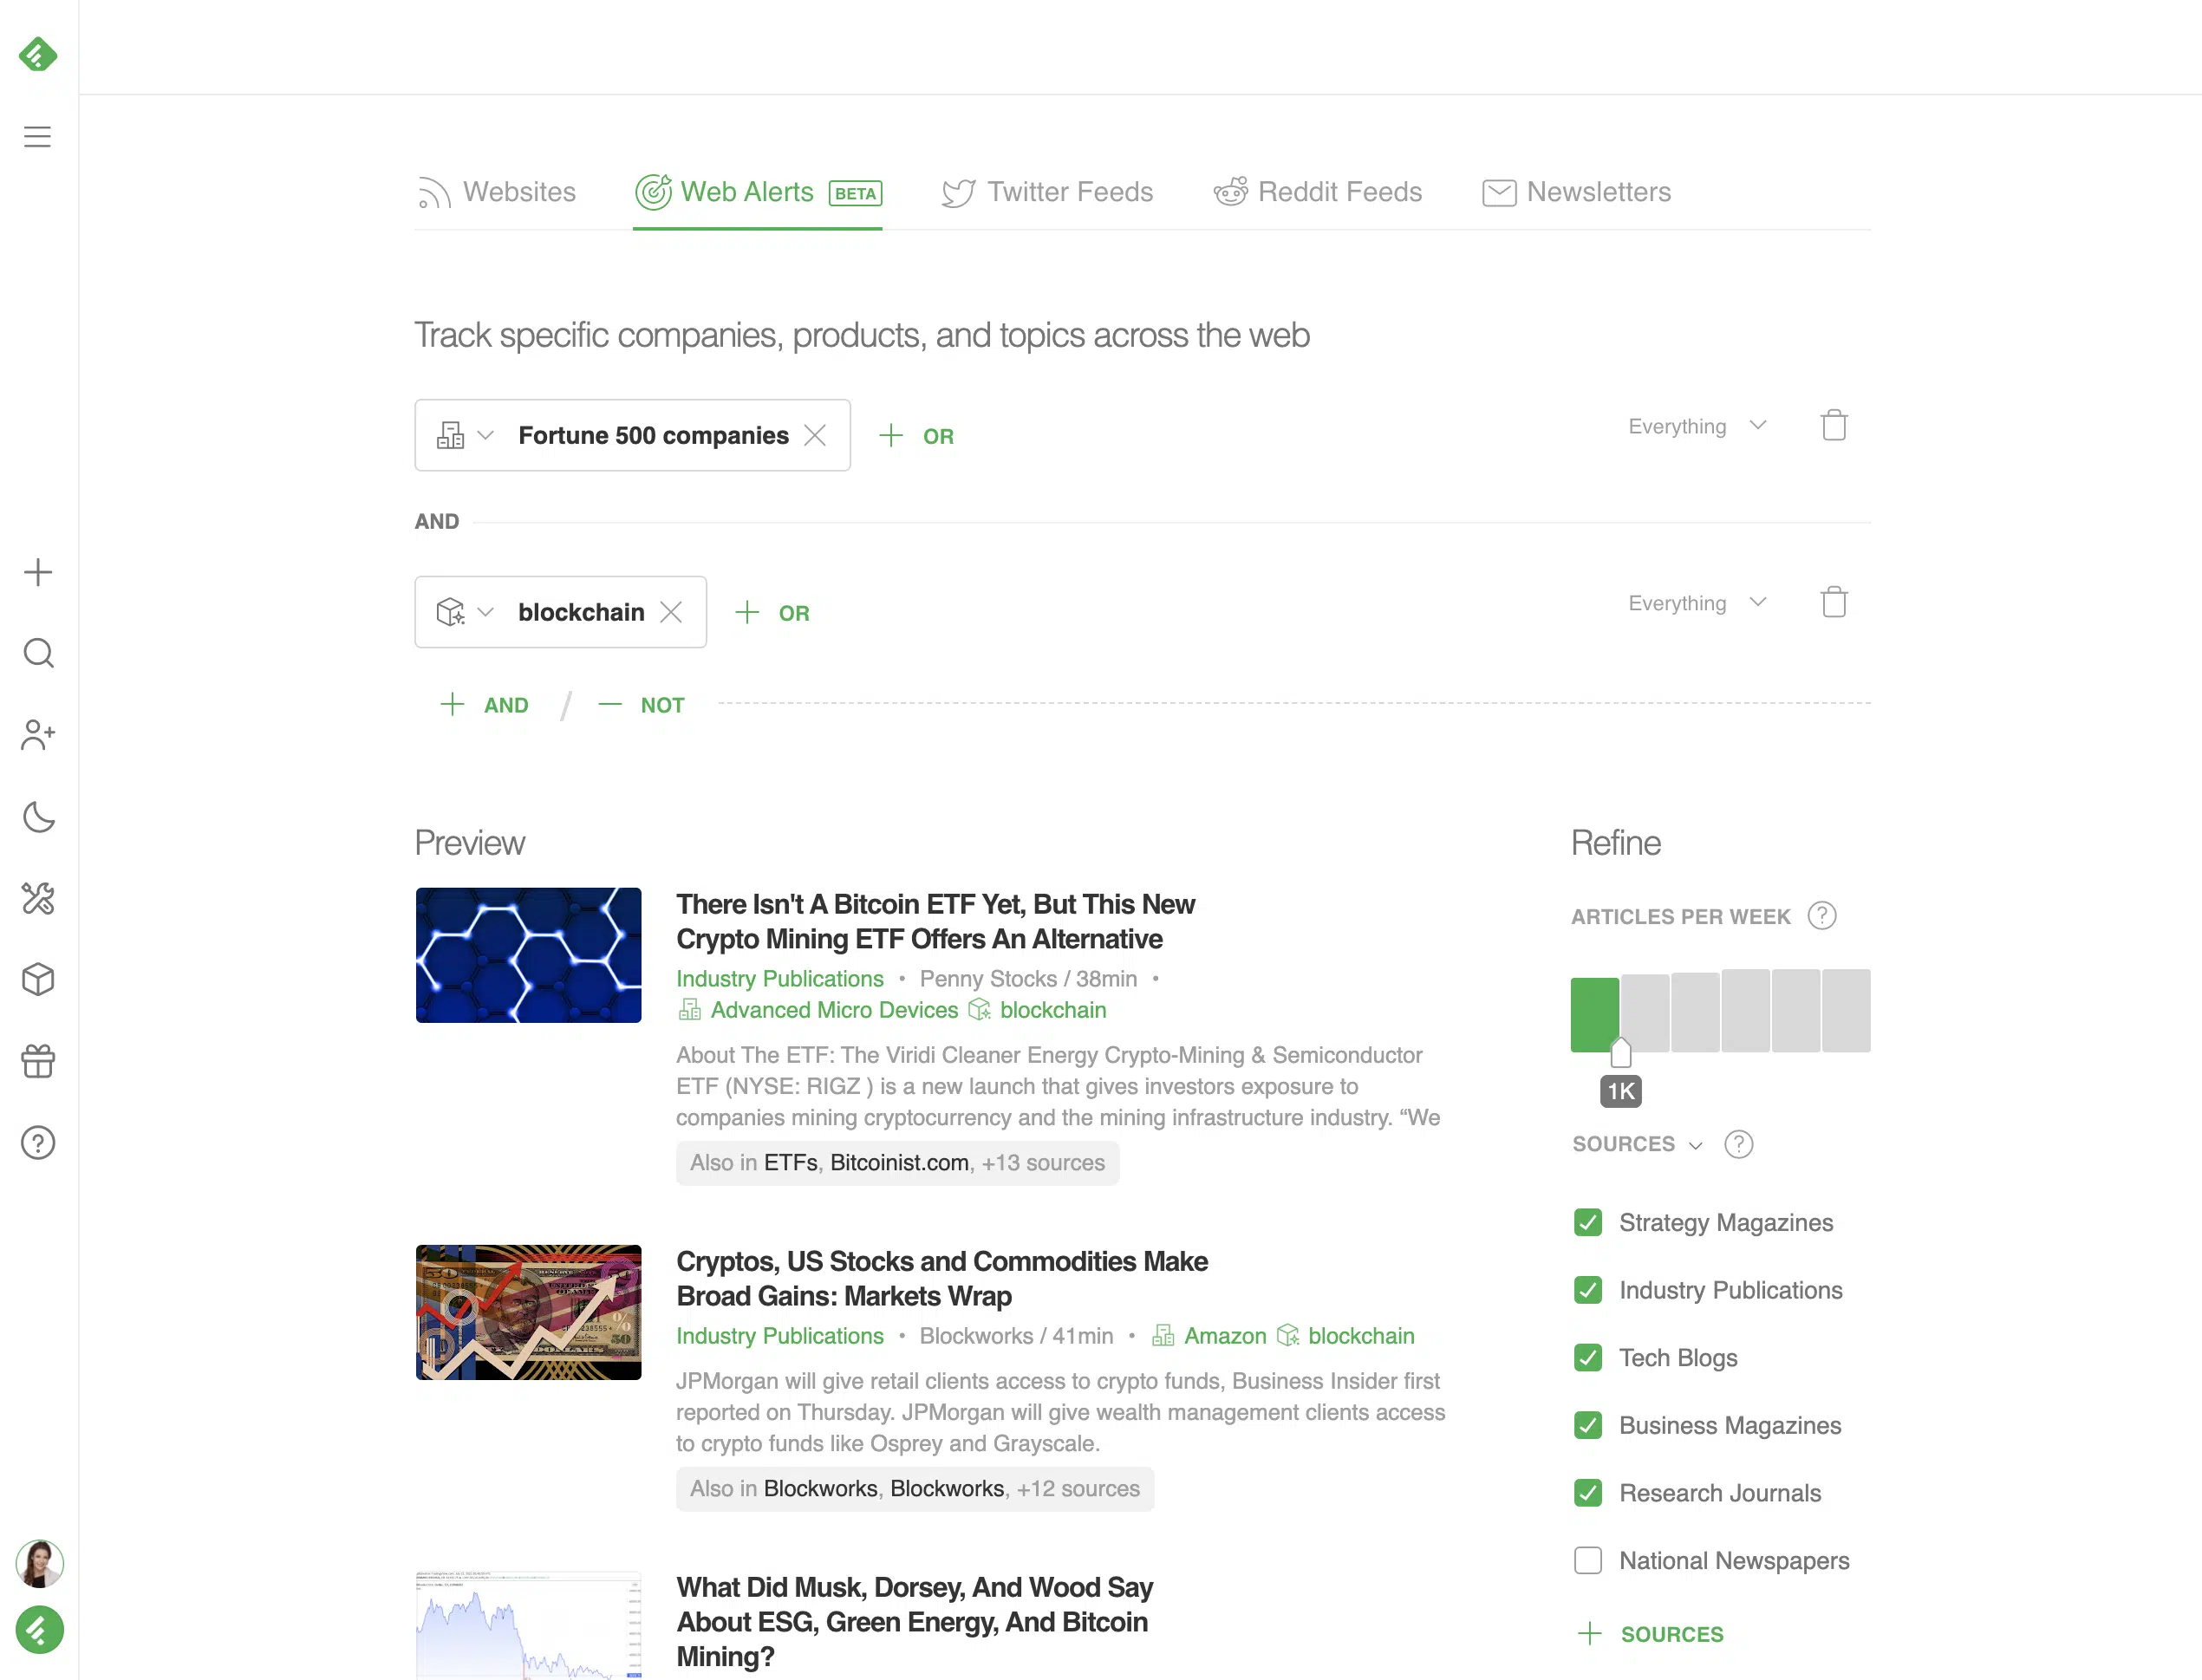 Websites
Web Alerts BETA
Twitter Feeds
Reddit Feeds
Newsletters
Track specific companies, products, and topics across the web
Fortune 500 companies
OR
Everything
AND
blockchain
OR
Everything
AND / NOT
Preview
There Isn't A Bitcoin ETF Yet, But This New
Crypto Mining ETF Offers An Alternative
Industry Publications • Penny Stocks / 38min •
Advanced Micro Devices blockchain
About The ETF: The Viridi Cleaner Energy Crypto-Mining & Semiconductor
ETF (NYSE: RIGZ ) is a new launch that gives investors exposure to
companies mining cryptocurrency and the mining infrastructure industry. “We
Also in ETFs, Bitcoinist.com, +13 sources
Cryptos, US Stocks and Commodities Make
Broad Gains: Markets Wrap
Industry Publications • Blockworks / 41min • Amazon blockchain
JPMorgan will give retail clients access to crypto funds, Business Insider first
reported on Thursday. JPMorgan will give wealth management clients access
to crypto funds like Osprey and Grayscale.
Also in Blockworks, Blockworks, +12 sources
What Did Musk, Dorsey, And Wood Say
About ESG, Green Energy, And Bitcoin
Mining?
Refine
ARTICLES PER WEEK
1K
SOURCES
Strategy Magazines
Industry Publications
Tech Blogs
Business Magazines
Research Journals
National Newspapers
SOURCES